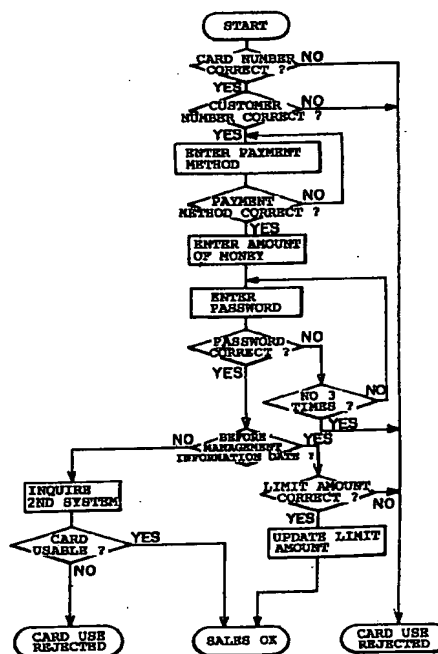 START
CARD NUMBER
CORRECT ?
NO
YES
CUSTOMER
NUMBER CORRECT ?
NO
YES
ENTER PAYMENT
METHOD
PAYMENT
METHOD CORRECT ?
NO
YES
ENTER AMOUNT
OF MONEY
ENTER
PASSWORD
PASSWORD
CORRECT ?
NO
YES
NO 3
TIMES ?
NO
YES
NO
BEFORE
MANAGEMENT
INFORMATION DATE ?
YES
INQUIRE
2ND SYSTEM
LIMIT AMOUNT
CORRECT ?
NO
YES
CARD
USABLE ?
YES
NO
UPDATE LIMIT
AMOUNT
CARD USE
REJECTED
SALES OK
CARD USE
REJECTED